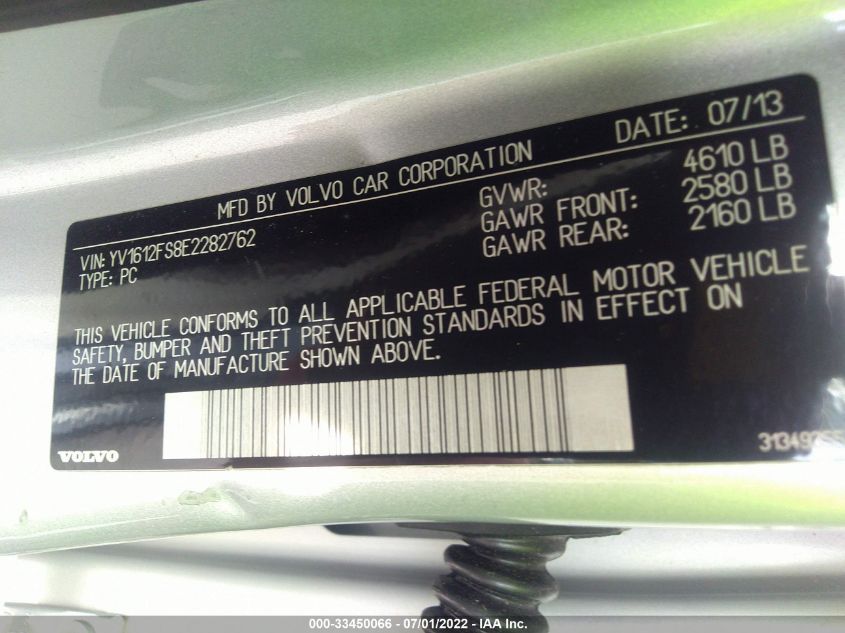 DATE: 07/13
MFD BY VOLVO CAR CORPORATION
GVWR: 4610 LB
GAWR FRONT: 2580 LB
GAWR REAR: 2160 LB
VIN: YV1612FS8E2282762
TYPE: PC
THIS VEHICLE CONFORMS TO ALL APPLICABLE FEDERAL MOTOR VEHICLE
SAFETY, BUMPER AND THEFT PREVENTION STANDARDS IN EFFECT ON
THE DATE OF MANUFACTURE SHOWN ABOVE.
VOLVO
000-33450066 - 07/01/2022 - IAA Inc.